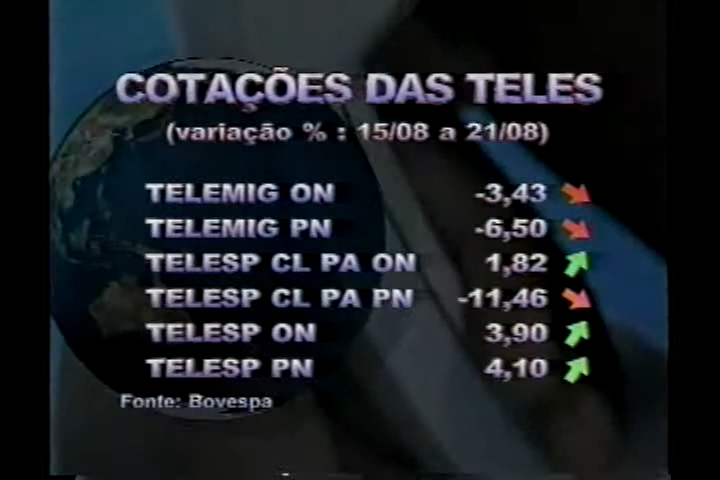 COTAÇÕES DAS TELES
(variação % : 15/08 a 21/08)
TELEMIG ON -3,43
TELEMIG PN -6,50
TELESP CL PA ON 1,82
TELESP CL PA PN -11,46
TELESP ON 3,90
TELESP PN 4,10
Fonte: Bovespa